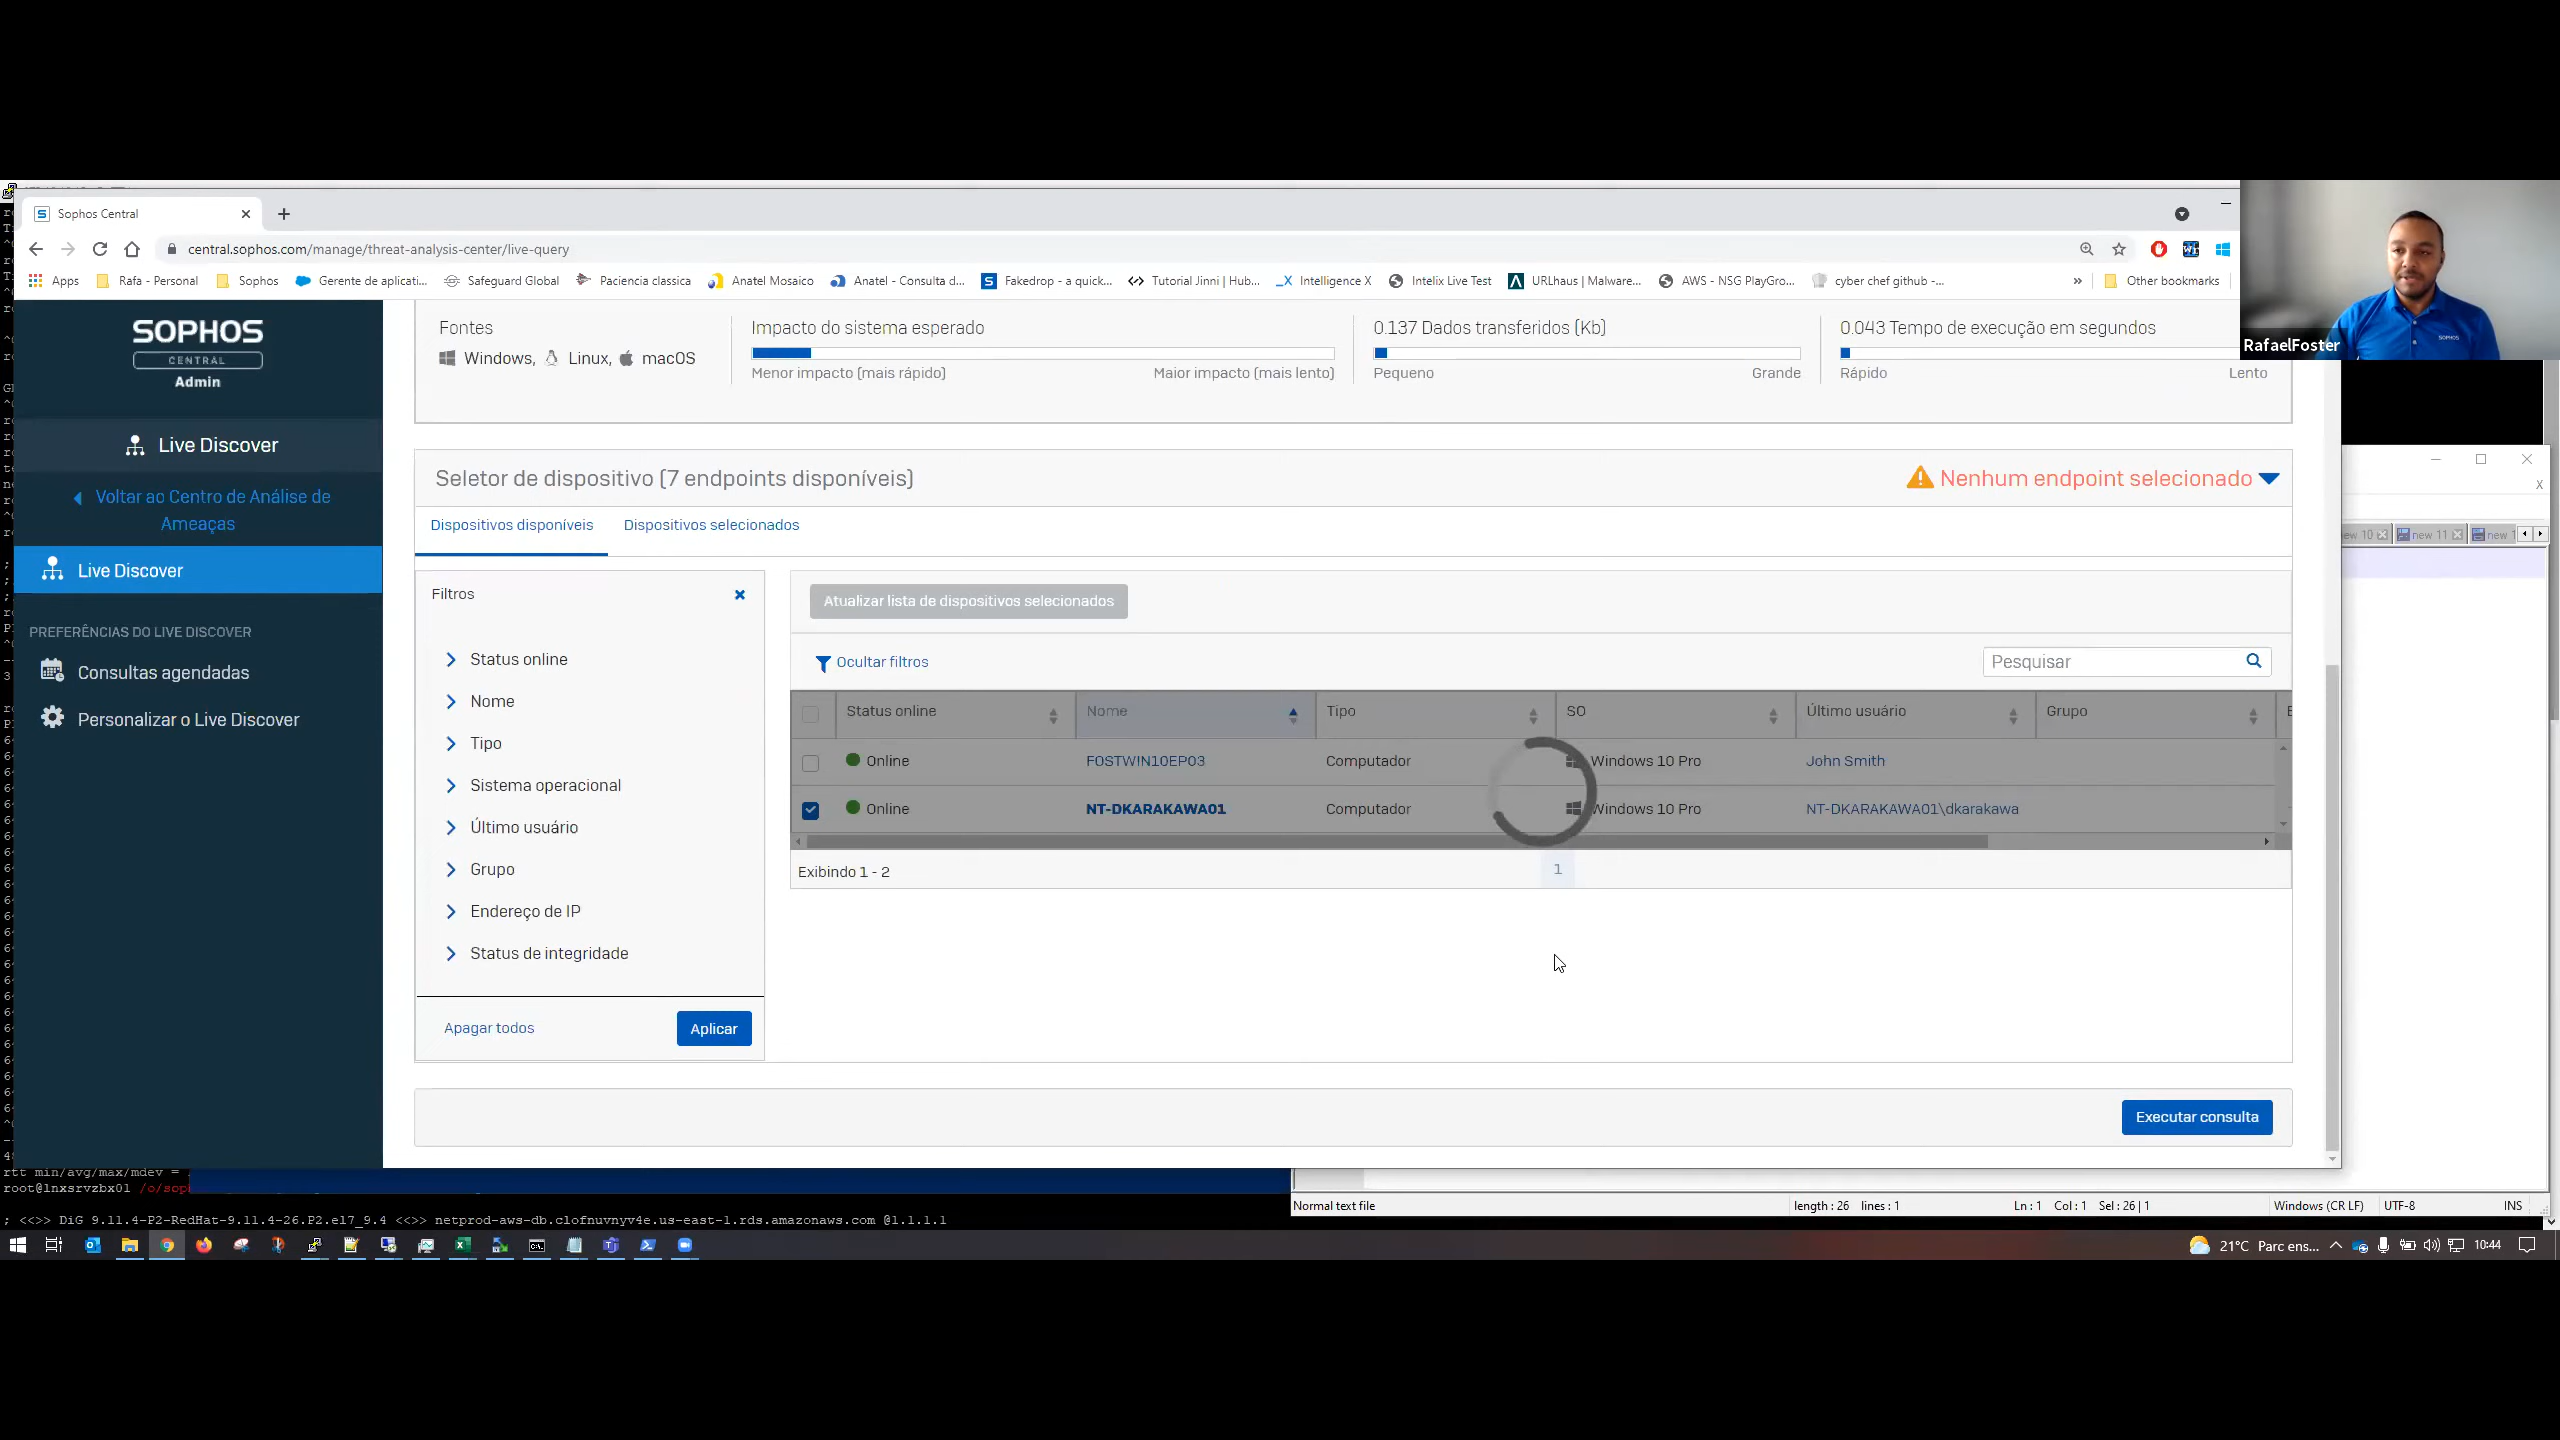 Sophos Central
central.sophos.com/manage/threat-analysis-center/live-query
Apps Rafa - Personal Sophos Gerente de aplicati... Safeguard Global Paciencia classica Anatel Mosaico Anatel - Consulta d... Fakedrop - a quick... Tutorial Jinni | Hub... Intelligence X Intelix Live Test URLhaus | Malware... AWS - NSG PlayGro... cyber chef github -... » Other bookmarks
RafaelFoster
SOPHOS
CENTRAL
Admin
Live Discover
Voltar ao Centro de Análise de
Ameaças
Live Discover
PREFERÊNCIAS DO LIVE DISCOVER
Consultas agendadas
Personalizar o Live Discover
Fontes
Windows, Linux, macOS
Impacto do sistema esperado
Menor impacto (mais rápido) Maior impacto (mais lento)
0.137 Dados transferidos (Kb)
Pequeno Grande
0.043 Tempo de execução em segundos
Rápido Lento
Seletor de dispositivo (7 endpoints disponíveis)
Nenhum endpoint selecionado
Dispositivos disponíveis Dispositivos selecionados
Filtros
Status online
Nome
Tipo
Sistema operacional
Último usuário
Grupo
Endereço de IP
Status de integridade
Apagar todos Aplicar
Atualizar lista de dispositivos selecionados
Ocultar filtros
Pesquisar
Status online Nome Tipo SO Último usuário Grupo
Online FOSTWIN10EP03 Computador Windows 10 Pro John Smith
Online NT-DKARAKAWA01 Computador Windows 10 Pro NT-DKARAKAWA01\dkarakawa
Exibindo 1 - 2
1
Executar consulta
new 11
rtt min/avg/max/mdev =
root@lnxsrvzbx01 /o/soph
; <<>> DiG 9.11.4-P2-RedHat-9.11.4-26.P2.el7_9.4 <<>> netprod-aws-db.clofnuvnyv4e.us-east-1.rds.amazonaws.com @1.1.1.1
Normal text file length : 26 lines : 1 Ln : 1 Col : 1 Sel : 26 | 1 Windows (CR LF) UTF-8 INS
21°C Parc ens... 10:44